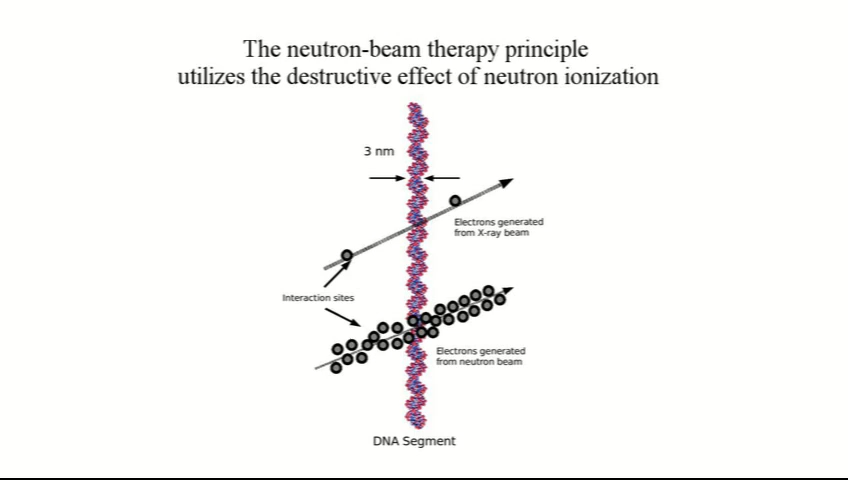 The neutron-beam therapy principle
utilizes the destructive effect of neutron ionization
3 nm
Electrons generated
from X-ray beam
Interaction sites
Electrons generated
from neutron beam
DNA Segment